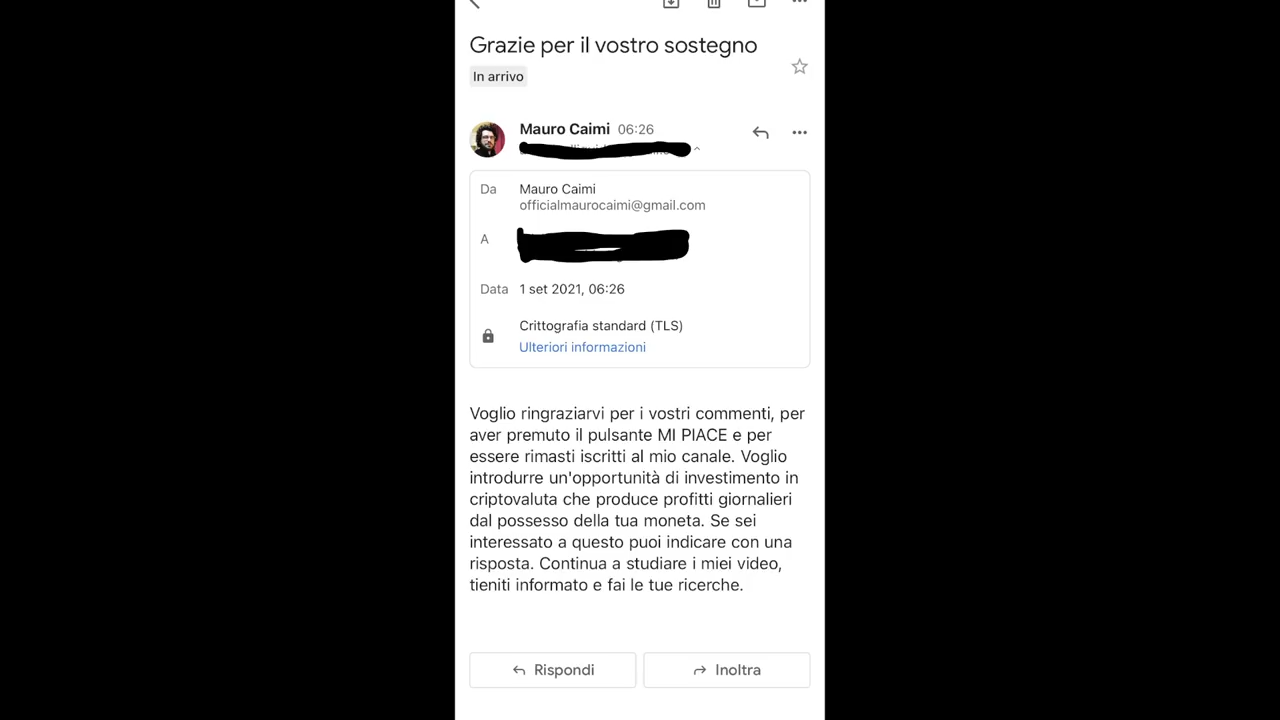 Grazie per il vostro sostegno
In arrivo
Mauro Caimi 06:26
Da Mauro Caimi
officialmaurocaimi@gmail.com
A
Data 1 set 2021, 06:26
Crittografia standard (TLS)
Ulteriori informazioni
Voglio ringraziarvi per i vostri commenti, per
aver premuto il pulsante MI PIACE e per
essere rimasti iscritti al mio canale. Voglio
introdurre un'opportunità di investimento in
criptovaluta che produce profitti giornalieri
dal possesso della tua moneta. Se sei
interessato a questo puoi indicare con una
risposta. Continua a studiare i miei video,
tieniti informato e fai le tue ricerche.
Rispondi
Inoltra